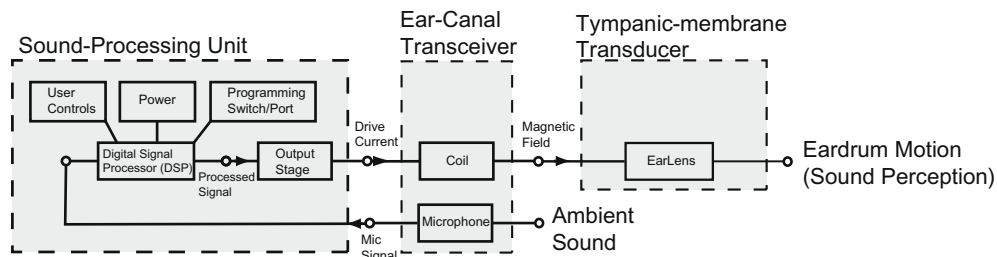 Sound-Processing Unit
Ear-Canal
Transceiver
Tympanic-membrane
Transducer
User
Controls
Power
Programming
Switch/Port
Digital Signal
Processor (DSP)
Processed
Signal
Output
Stage
Drive
Current
Coil
Magnetic
Field
EarLens
Eardrum Motion
(Sound Perception)
Mic
Signal
Microphone
Ambient
Sound